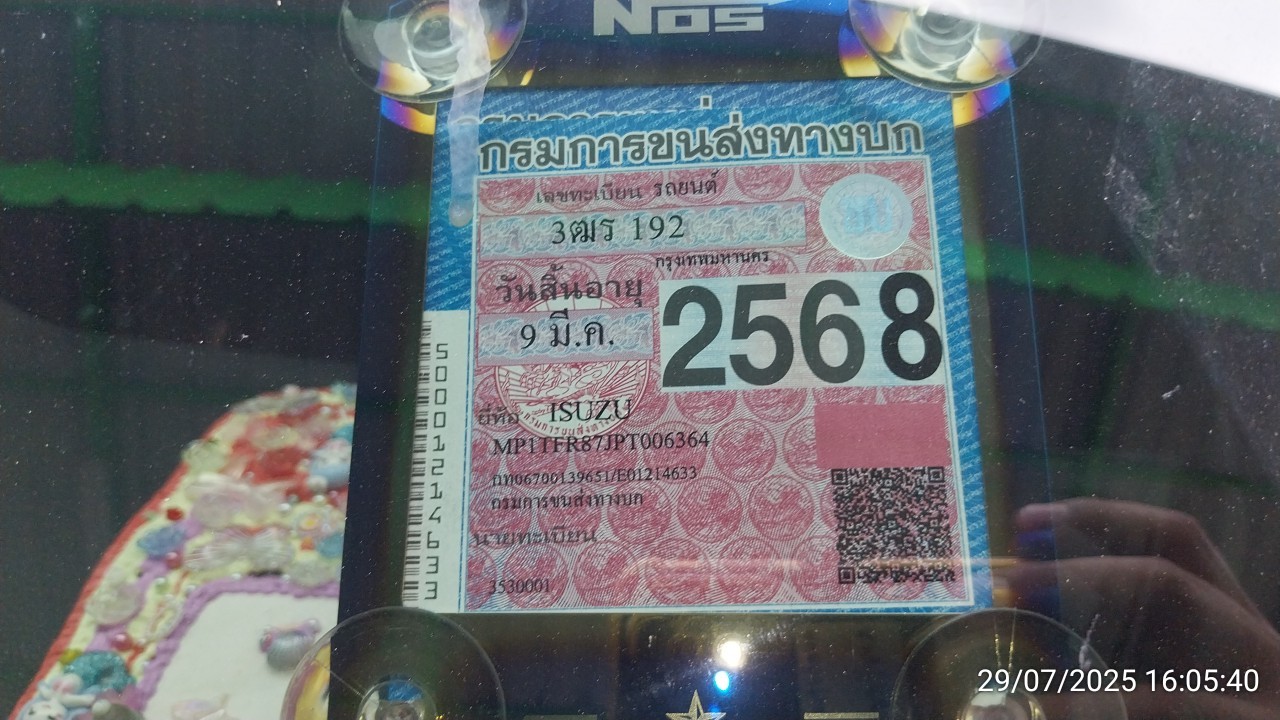 NOS
กรมการขนส่งทางบก
เลขทะเบียน รถยนต์
3ฒร 192
กรุงเทพมหานคร
วันสิ้นอายุ
9 มี.ค.
2568
ยี่ห้อ ISUZU
MP1TFR87JPT006364
กท06700139651/E01214633
กรมการขนส่งทางบก
นายทะเบียน
3530001
50001214633
29/07/2025 16:05:40